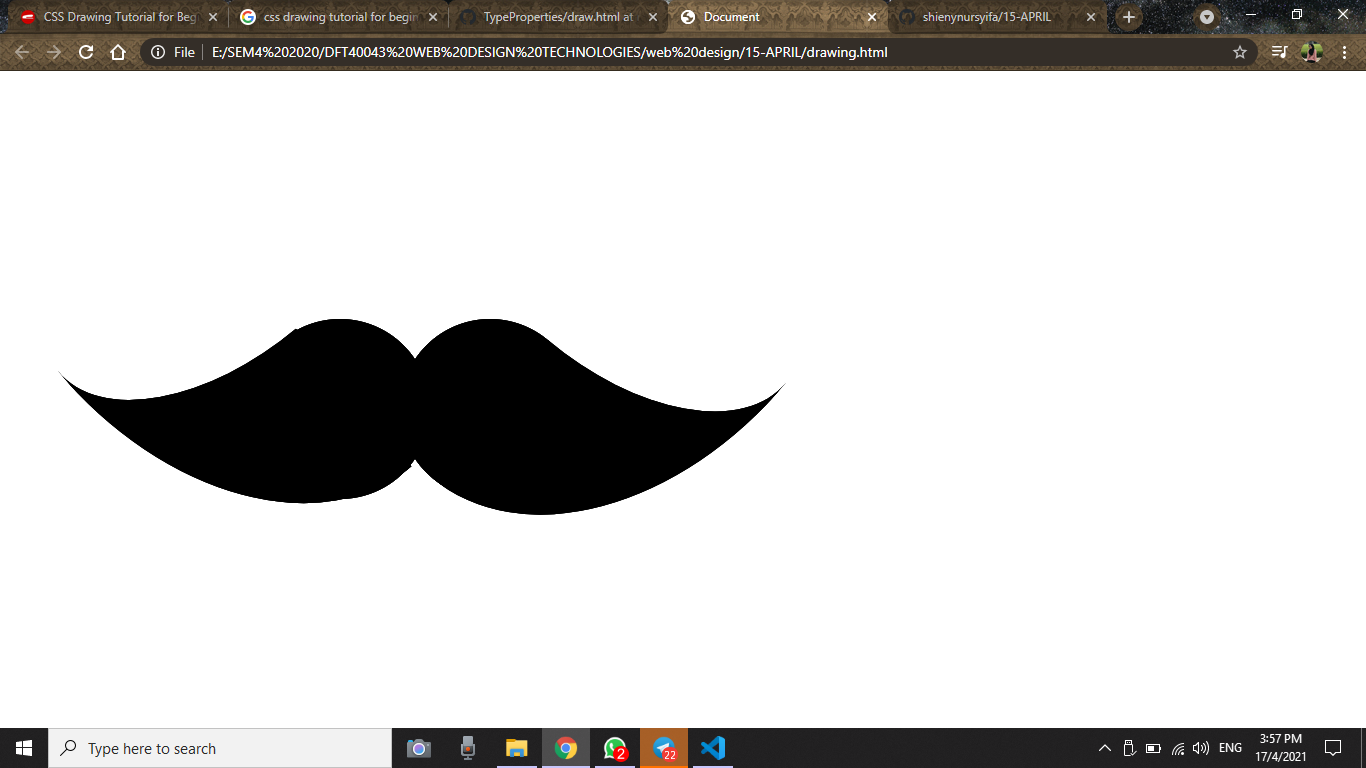 CSS Drawing Tutorial for Beg
css drawing tutorial for begin
TypeProperties/draw.html at
Document
shienynursyifa/15-APRIL
File
E:/SEM4%202020/DFT40043%20WEB%20DESIGN%20TECHNOLOGIES/web%20design/15-APRIL/drawing.html
Type here to search
2
22
ENG
3:57 PM
17/4/2021